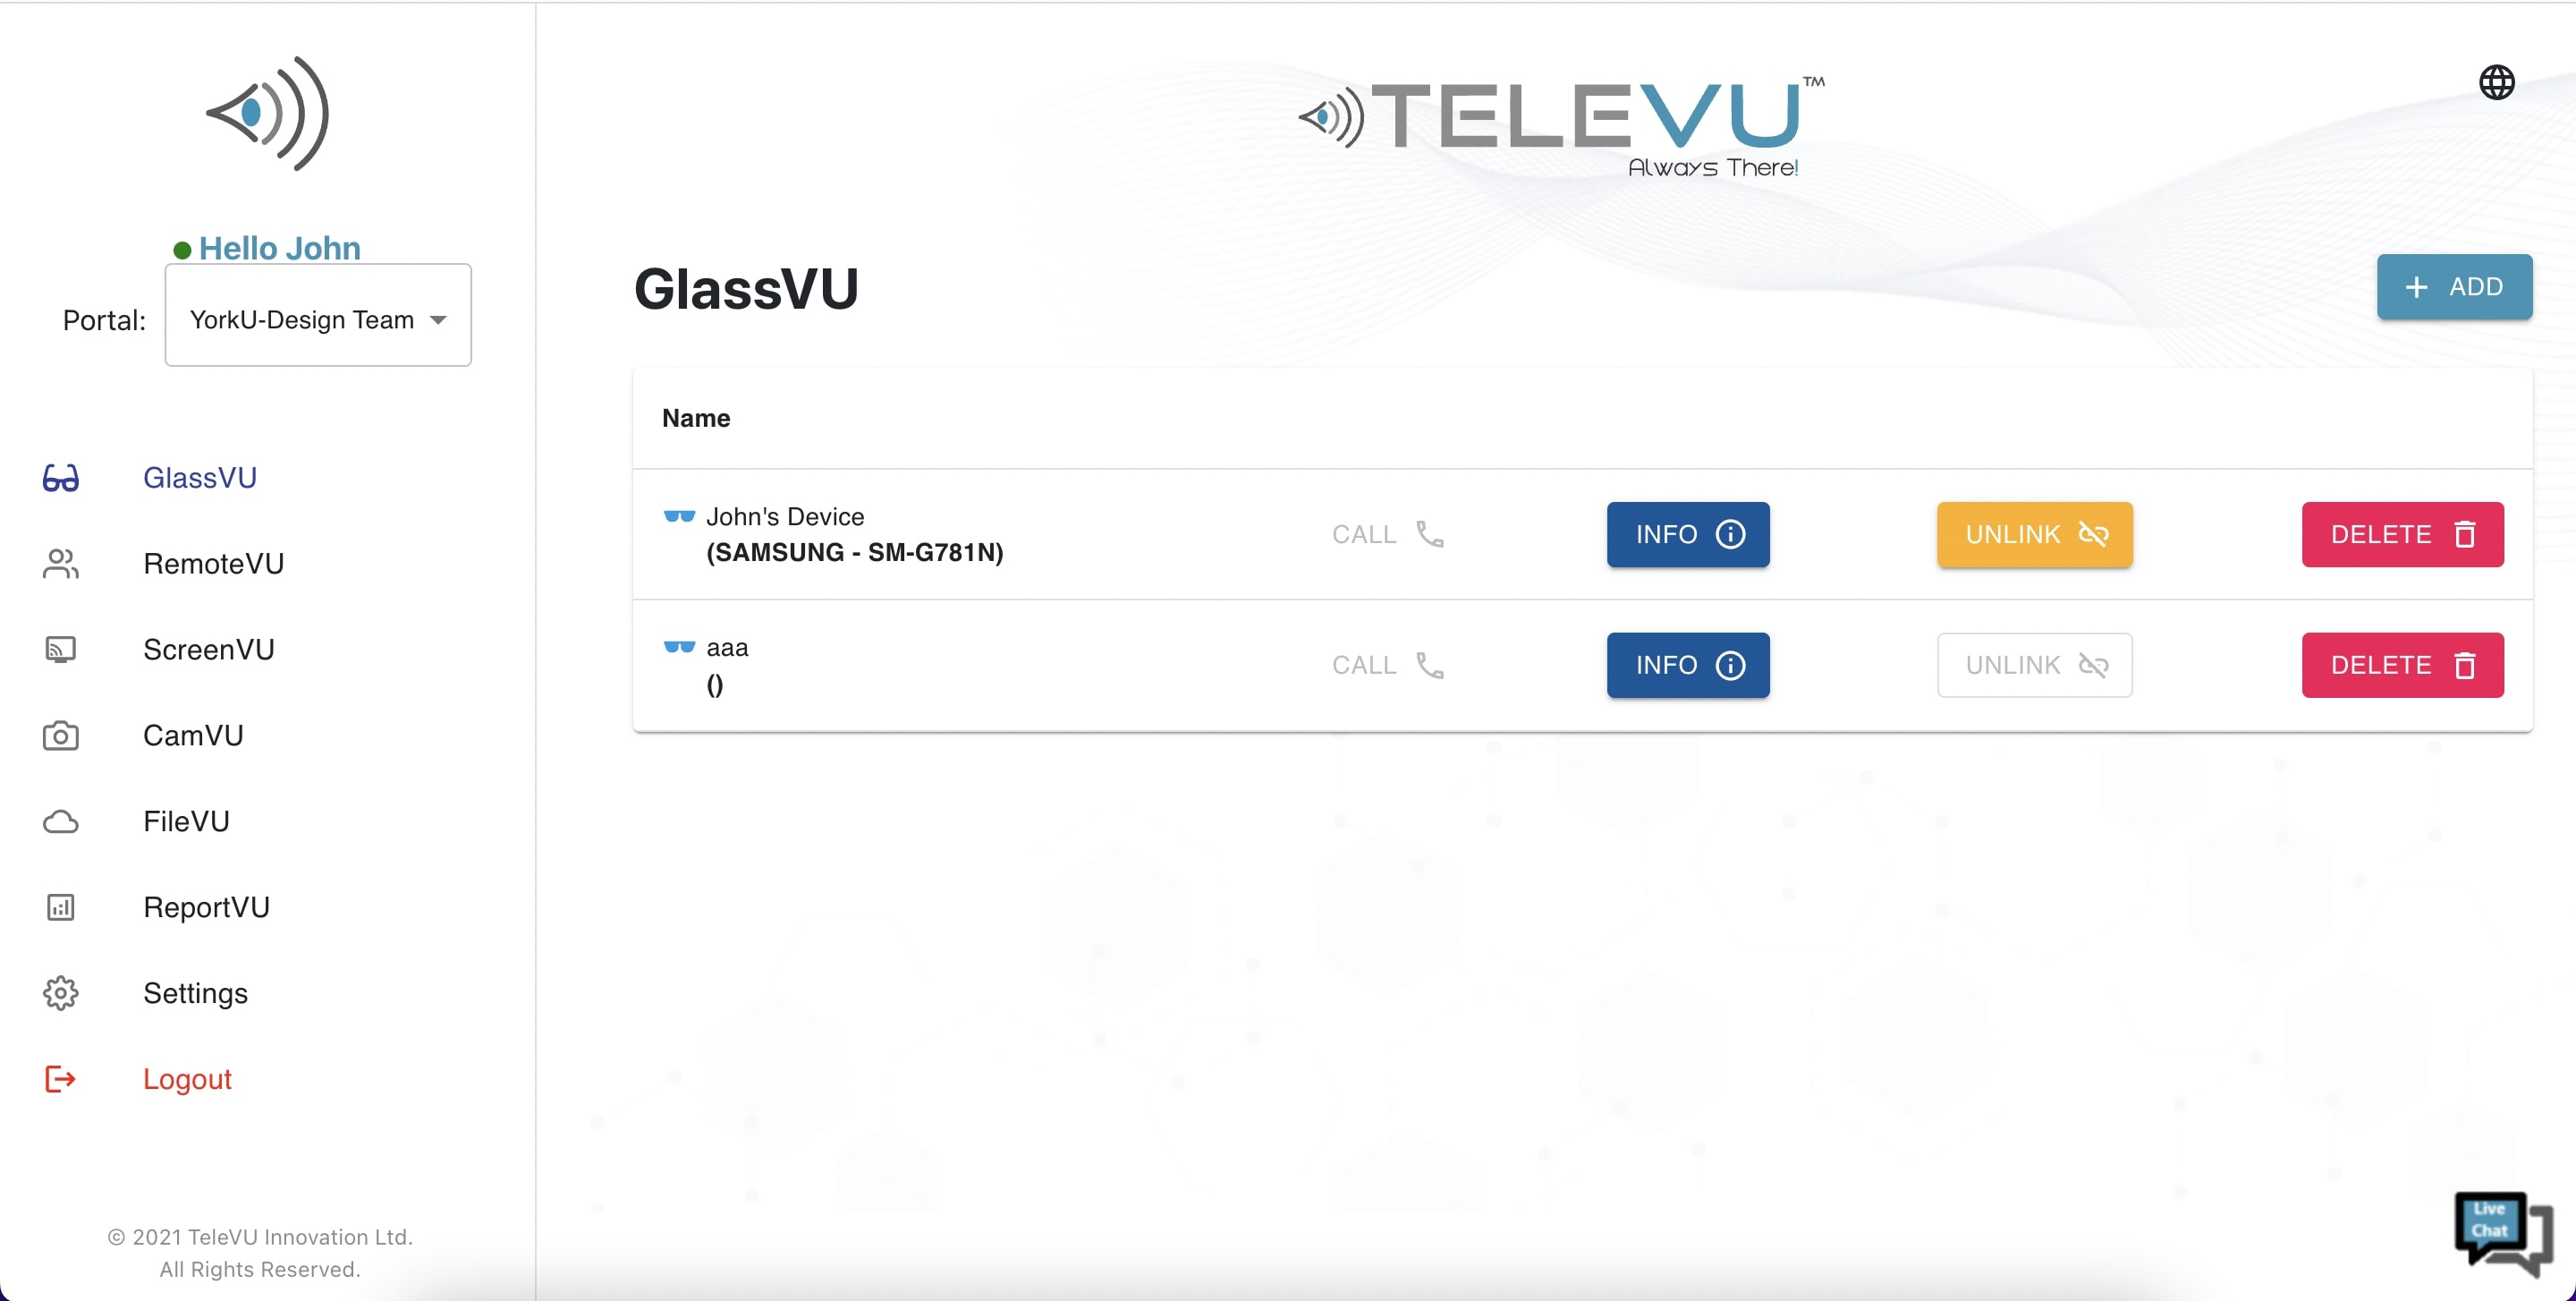 Hello John
Portal:
YorkU-Design Team
GlassVU
RemoteVU
ScreenVU
CamVU
FileVU
ReportVU
Settings
Logout
© 2021 TeleVU Innovation Ltd.
All Rights Reserved.
TELEVU™
Always There!
GlassVU
+ ADD
Name
John's Device
(SAMSUNG - SM-G781N)
CALL
INFO
UNLINK
DELETE
aaa
()
CALL
INFO
UNLINK
DELETE
Live
Chat